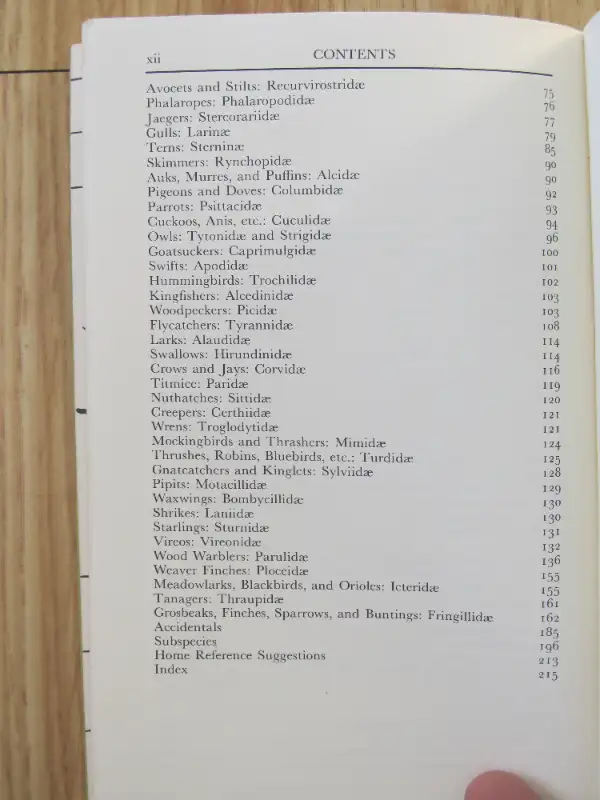 xii CONTENTS
Avocets and Stilts: Recurvirostridæ 75
Phalaropes: Phalaropodidæ 76
Jaegers: Stercorariidæ 77
Gulls: Larinæ 79
Terns: Sterninæ 85
Skimmers: Rynchopidæ 90
Auks, Murres, and Puffins: Alcidæ 90
Pigeons and Doves: Columbidæ 92
Parrots: Psittacidæ 93
Cuckoos, Anis, etc.: Cuculidæ 94
Owls: Tytonidæ and Strigidæ 96
Goatsuckers: Caprimulgidæ 100
Swifts: Apodidæ 101
Hummingbirds: Trochilidæ 102
Kingfishers: Alcedinidæ 103
Woodpeckers: Picidæ 103
Flycatchers: Tyrannidæ 108
Larks: Alaudidæ 114
Swallows: Hirundinidæ 114
Crows and Jays: Corvidæ 116
Titmice: Paridæ 119
Nuthatches: Sittidæ 120
Creepers: Certhiidæ 121
Wrens: Troglodytidæ 121
Mockingbirds and Thrashers: Mimidæ 124
Thrushes, Robins, Bluebirds, etc.: Turdidæ 125
Gnatcatchers and Kinglets: Sylviidæ 128
Pipits: Motacillidæ 129
Waxwings: Bombycillidæ 130
Shrikes: Laniidæ 130
Starlings: Sturnidæ 131
Vireos: Vireonidæ 132
Wood Warblers: Parulidæ 136
Weaver Finches: Ploceidæ 155
Meadowlarks, Blackbirds, and Orioles: Icteridæ 155
Tanagers: Thraupidæ 161
Grosbeaks, Finches, Sparrows, and Buntings: Fringillidæ 162
Accidentals 185
Subspecies 196
Home Reference Suggestions 213
Index 215